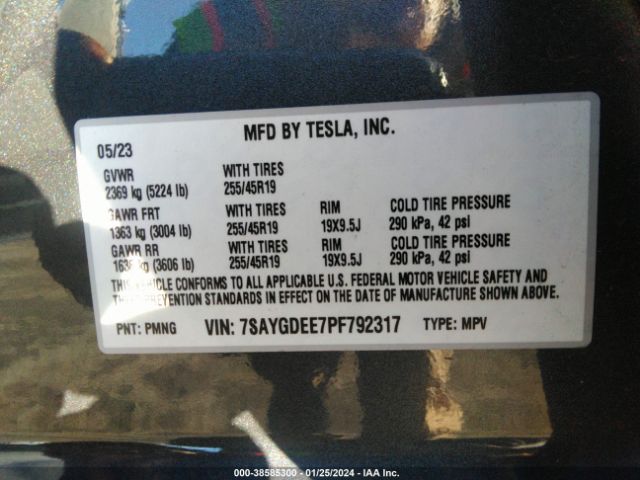 MFD BY TESLA, INC.
05/23
GVWR WITH TIRES
2369 kg (5224 lb) 255/45R19
GAWR FRT WITH TIRES RIM COLD TIRE PRESSURE
1363 kg (3004 lb) 255/45R19 19X9.5J 290 kPa, 42 psi
GAWR RR WITH TIRES RIM COLD TIRE PRESSURE
kg (3606 lb) 255/45R19 19X9.5J 290 kPa, 42 psi
THIS VEHICLE CONFORMS TO ALL APPLICABLE U.S. FEDERAL MOTOR VEHICLE SAFETY AND
THEFT PREVENTION STANDARDS IN EFFECT ON THE DATE OF MANUFACTURE SHOWN ABOVE.
PNT: PMNG VIN: 7SAYGDEE7PF792317 TYPE: MPV
000-38585300 - 01/25/2024 - IAA Inc.